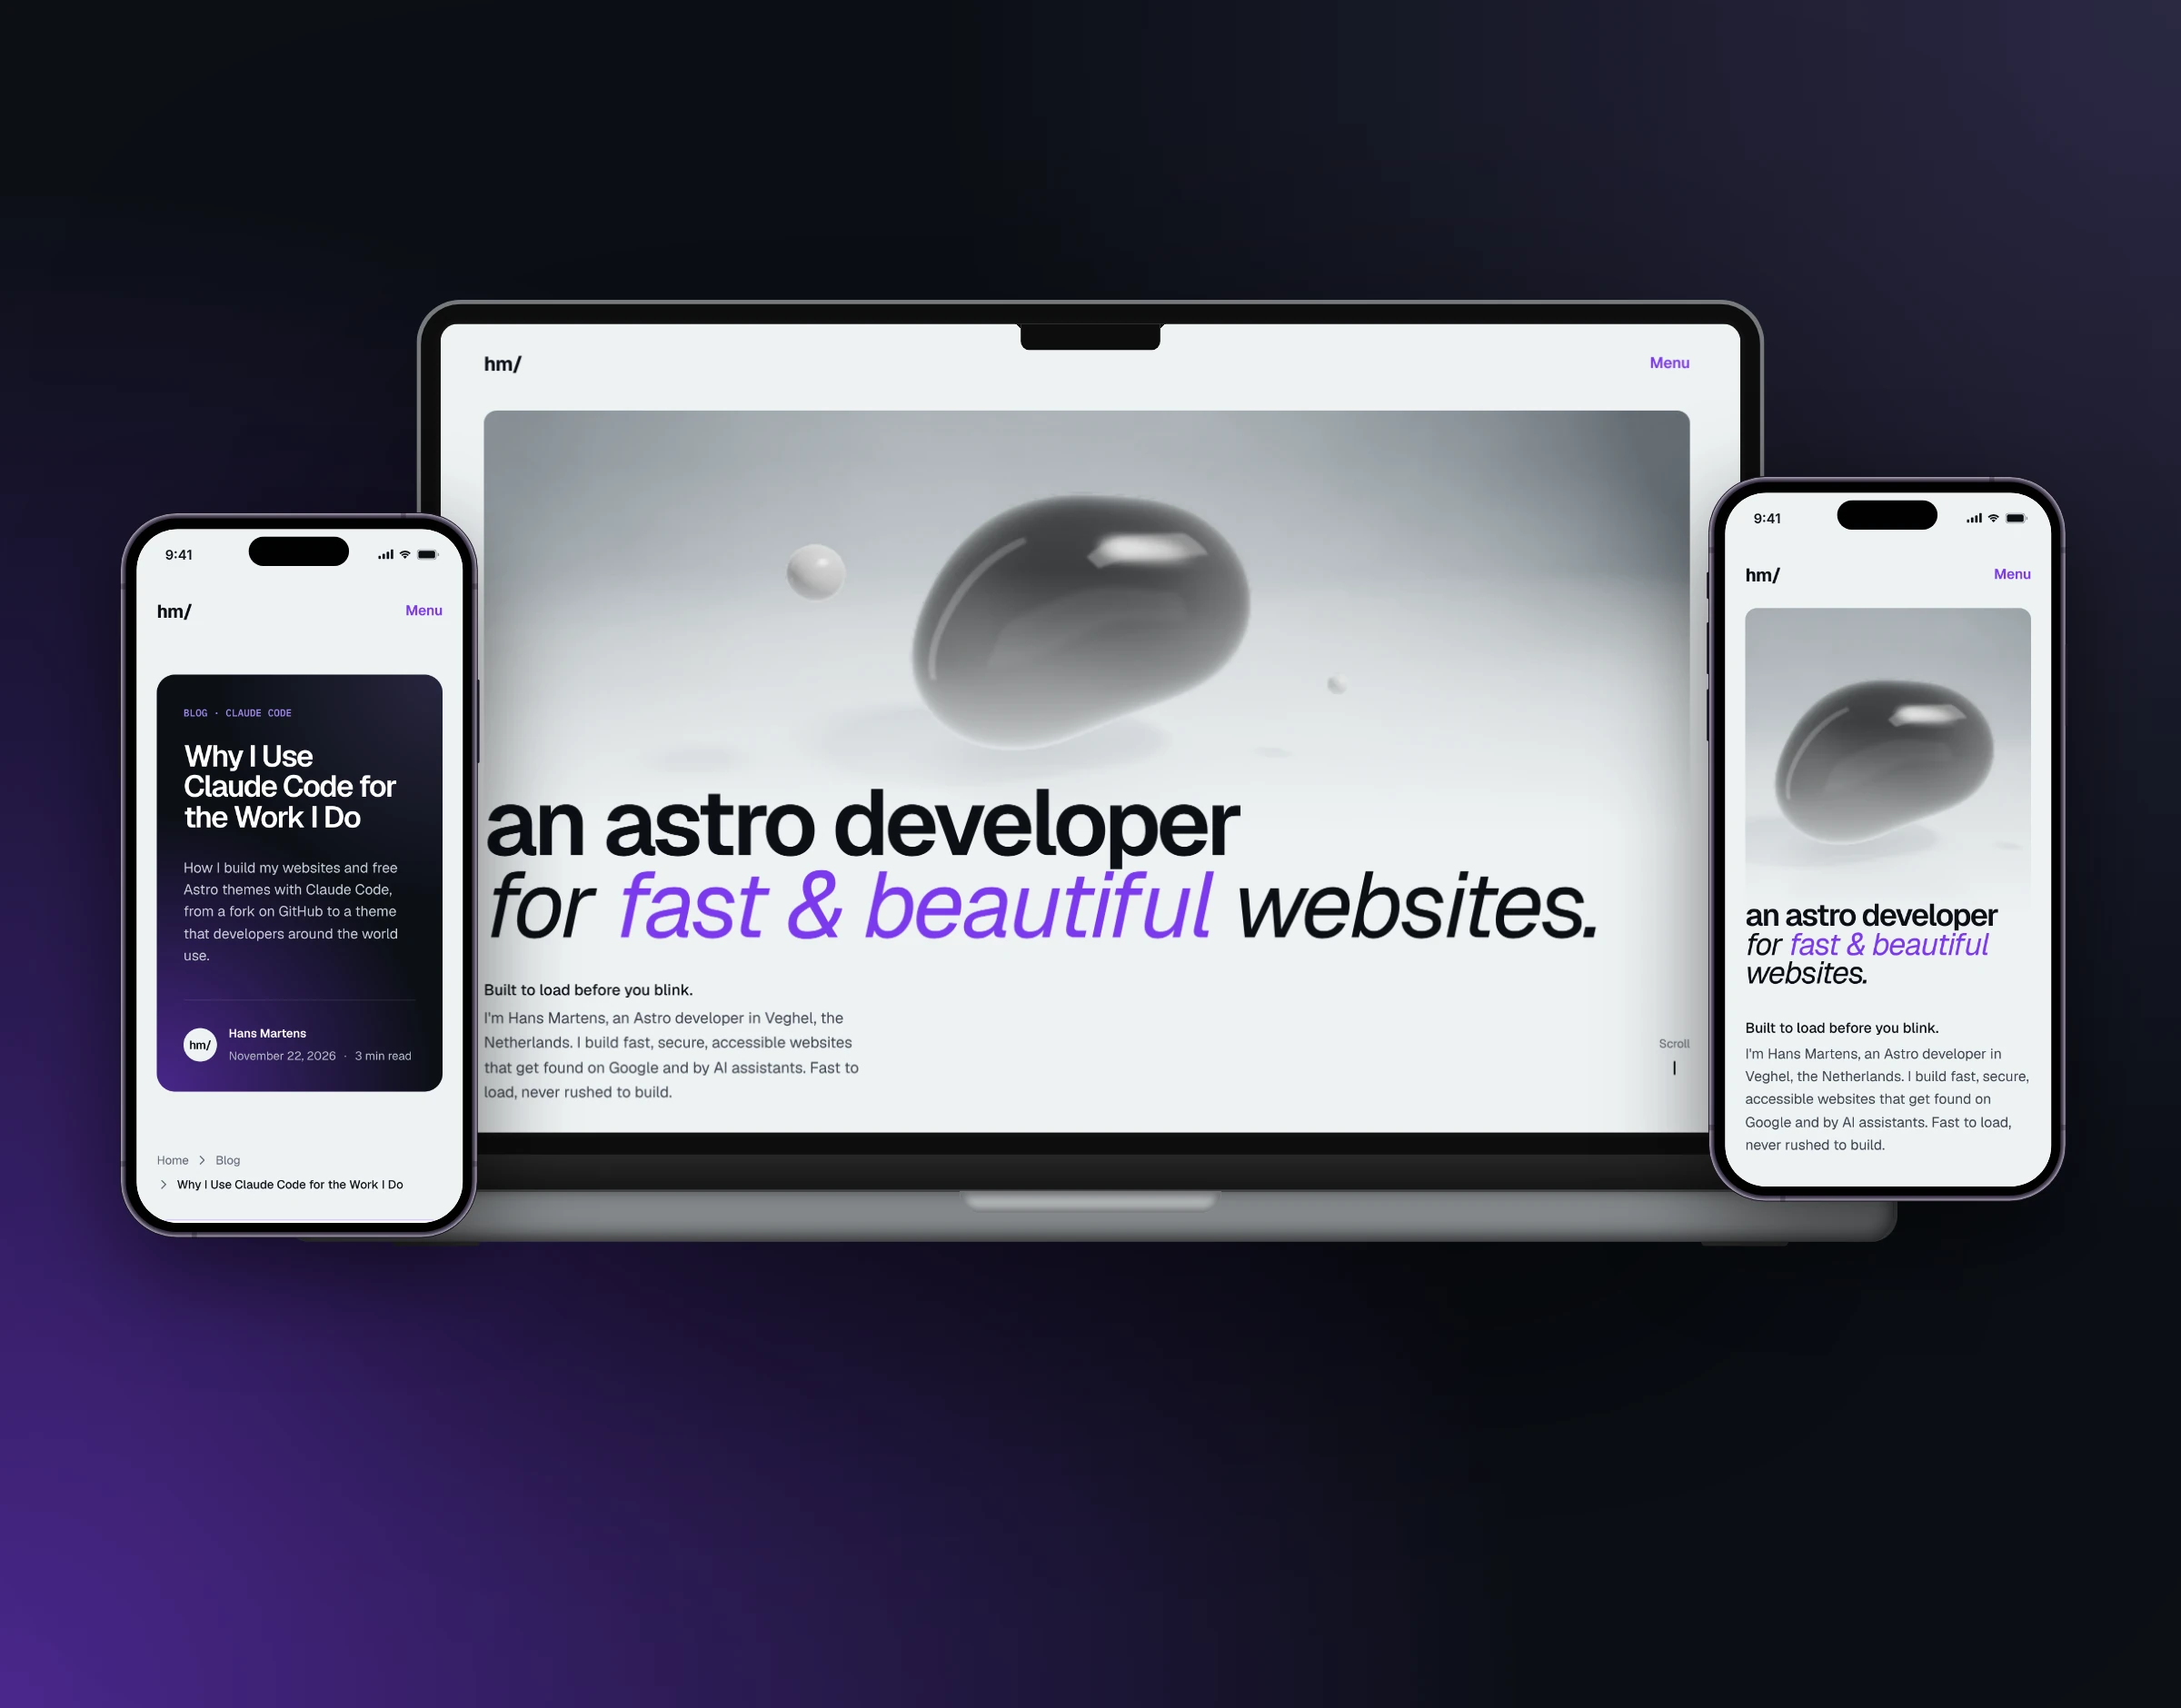 9:41
hm/
Menu
BLOG · CLAUDE CODE
Why I Use
Claude Code for
the Work I Do
How I build my websites and free
Astro themes with Claude Code,
from a fork on GitHub to a theme
that developers around the world
use.
hm/
Hans Martens
November 22, 2026 · 3 min read
Home > Blog
> Why I Use Claude Code for the Work I Do
hm/
Menu
an astro developer
for fast & beautiful websites.
Built to load before you blink.
I'm Hans Martens, an Astro developer in Veghel, the
Netherlands. I build fast, secure, accessible websites
that get found on Google and by AI assistants. Fast to
load, never rushed to build.
Scroll
9:41
hm/
Menu
an astro developer
for fast & beautiful
websites.
Built to load before you blink.
I'm Hans Martens, an Astro developer in
Veghel, the Netherlands. I build fast, secure,
accessible websites that get found on
Google and by AI assistants. Fast to load,
never rushed to build.